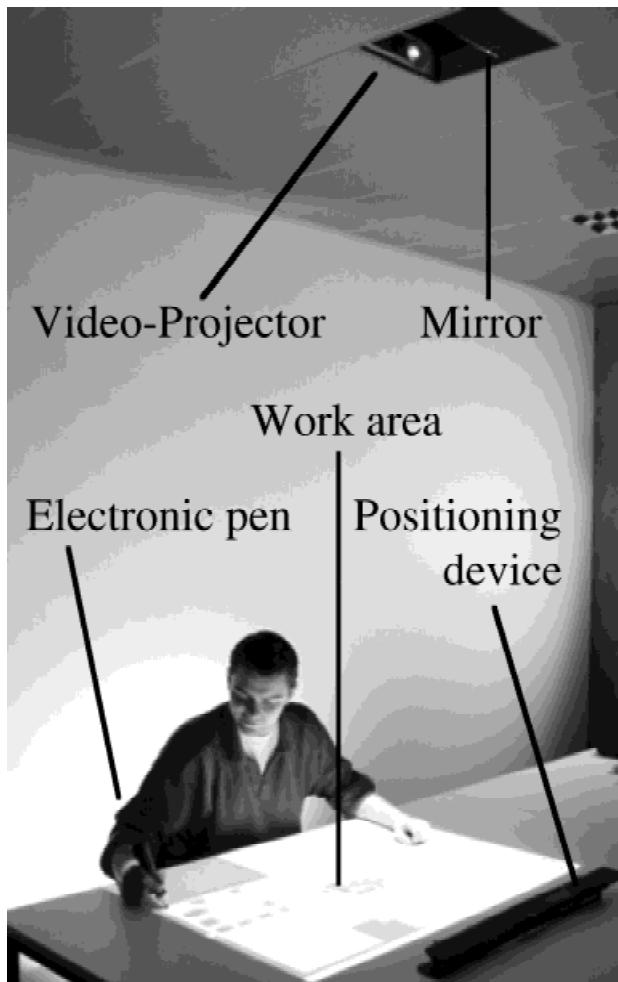 Video-Projector
Mirror
Work area
Electronic pen
Positioning
device